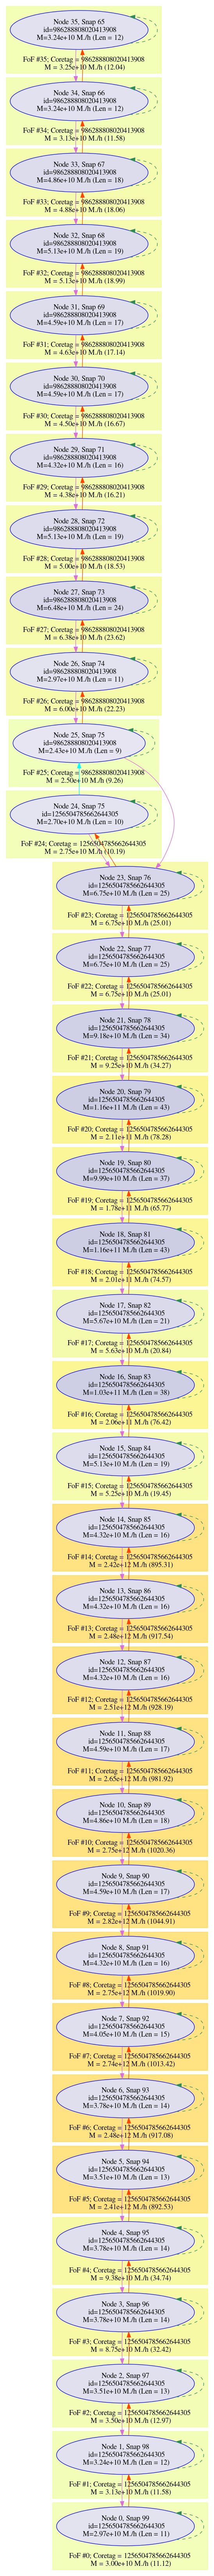 Node 35, Snap 65
id=986288808020413908
M=3.24e+10 M./h (Len = 12)
FoF #35; Coretag = 986288808020413908
M = 3.25e+10 M./h (12.04)
Node 34, Snap 66
id=986288808020413908
M=3.24e+10 M./h (Len = 12)
FoF #34; Coretag = 986288808020413908
M = 3.13e+10 M./h (11.58)
Node 33, Snap 67
id=986288808020413908
M=4.86e+10 M./h (Len = 18)
FoF #33; Coretag = 986288808020413908
M = 4.88e+10 M./h (18.06)
Node 32, Snap 68
id=986288808020413908
M=5.13e+10 M./h (Len = 19)
FoF #32; Coretag = 986288808020413908
M = 5.13e+10 M./h (18.99)
Node 31, Snap 69
id=986288808020413908
M=4.59e+10 M./h (Len = 17)
FoF #31; Coretag = 986288808020413908
M = 4.63e+10 M./h (17.14)
Node 30, Snap 70
id=986288808020413908
M=4.59e+10 M./h (Len = 17)
FoF #30; Coretag = 986288808020413908
M = 4.50e+10 M./h (16.67)
Node 29, Snap 71
id=986288808020413908
M=4.32e+10 M./h (Len = 16)
FoF #29; Coretag = 986288808020413908
M = 4.38e+10 M./h (16.21)
Node 28, Snap 72
id=986288808020413908
M=5.13e+10 M./h (Len = 19)
FoF #28; Coretag = 986288808020413908
M = 5.00e+10 M./h (18.53)
Node 27, Snap 73
id=986288808020413908
M=6.48e+10 M./h (Len = 24)
FoF #27; Coretag = 986288808020413908
M = 6.38e+10 M./h (23.62)
Node 26, Snap 74
id=986288808020413908
M=2.97e+10 M./h (Len = 11)
FoF #26; Coretag = 986288808020413908
M = 6.00e+10 M./h (22.23)
Node 25, Snap 75
id=986288808020413908
M=2.43e+10 M./h (Len = 9)
FoF #25; Coretag = 986288808020413908
M = 2.50e+10 M./h (9.26)
Node 24, Snap 75
id=1256504785662644305
M=2.70e+10 M./h (Len = 10)
FoF #24; Coretag = 1256504785662644305
M = 2.75e+10 M./h (10.19)
Node 23, Snap 76
id=1256504785662644305
M=6.75e+10 M./h (Len = 25)
FoF #23; Coretag = 1256504785662644305
M = 6.75e+10 M./h (25.01)
Node 22, Snap 77
id=1256504785662644305
M=6.75e+10 M./h (Len = 25)
FoF #22; Coretag = 1256504785662644305
M = 6.75e+10 M./h (25.01)
Node 21, Snap 78
id=1256504785662644305
M=9.18e+10 M./h (Len = 34)
FoF #21; Coretag = 1256504785662644305
M = 9.25e+10 M./h (34.27)
Node 20, Snap 79
id=1256504785662644305
M=1.16e+11 M./h (Len = 43)
FoF #20; Coretag = 1256504785662644305
M = 2.11e+11 M./h (78.28)
Node 19, Snap 80
id=1256504785662644305
M=9.99e+10 M./h (Len = 37)
FoF #19; Coretag = 1256504785662644305
M = 1.78e+11 M./h (65.77)
Node 18, Snap 81
id=1256504785662644305
M=1.16e+11 M./h (Len = 43)
FoF #18; Coretag = 1256504785662644305
M = 2.01e+11 M./h (74.57)
Node 17, Snap 82
id=1256504785662644305
M=5.67e+10 M./h (Len = 21)
FoF #17; Coretag = 1256504785662644305
M = 5.63e+10 M./h (20.84)
Node 16, Snap 83
id=1256504785662644305
M=1.03e+11 M./h (Len = 38)
FoF #16; Coretag = 1256504785662644305
M = 2.06e+11 M./h (76.42)
Node 15, Snap 84
id=1256504785662644305
M=5.13e+10 M./h (Len = 19)
FoF #15; Coretag = 1256504785662644305
M = 5.25e+10 M./h (19.45)
Node 14, Snap 85
id=1256504785662644305
M=4.32e+10 M./h (Len = 16)
FoF #14; Coretag = 1256504785662644305
M = 2.42e+12 M./h (895.31)
Node 13, Snap 86
id=1256504785662644305
M=4.32e+10 M./h (Len = 16)
FoF #13; Coretag = 1256504785662644305
M = 2.48e+12 M./h (917.54)
Node 12, Snap 87
id=1256504785662644305
M=4.32e+10 M./h (Len = 16)
FoF #12; Coretag = 1256504785662644305
M = 2.51e+12 M./h (928.19)
Node 11, Snap 88
id=1256504785662644305
M=4.59e+10 M./h (Len = 17)
FoF #11; Coretag = 1256504785662644305
M = 2.65e+12 M./h (981.92)
Node 10, Snap 89
id=1256504785662644305
M=4.86e+10 M./h (Len = 18)
FoF #10; Coretag = 1256504785662644305
M = 2.75e+12 M./h (1020.36)
Node 9, Snap 90
id=1256504785662644305
M=4.59e+10 M./h (Len = 17)
FoF #9; Coretag = 1256504785662644305
M = 2.82e+12 M./h (1044.91)
Node 8, Snap 91
id=1256504785662644305
M=4.32e+10 M./h (Len = 16)
FoF #8; Coretag = 1256504785662644305
M = 2.75e+12 M./h (1019.90)
Node 7, Snap 92
id=1256504785662644305
M=4.05e+10 M./h (Len = 15)
FoF #7; Coretag = 1256504785662644305
M = 2.74e+12 M./h (1013.42)
Node 6, Snap 93
id=1256504785662644305
M=3.78e+10 M./h (Len = 14)
FoF #6; Coretag = 1256504785662644305
M = 2.48e+12 M./h (917.08)
Node 5, Snap 94
id=1256504785662644305
M=3.51e+10 M./h (Len = 13)
FoF #5; Coretag = 1256504785662644305
M = 2.41e+12 M./h (892.53)
Node 4, Snap 95
id=1256504785662644305
M=3.78e+10 M./h (Len = 14)
FoF #4; Coretag = 1256504785662644305
M = 9.38e+10 M./h (34.74)
Node 3, Snap 96
id=1256504785662644305
M=3.78e+10 M./h (Len = 14)
FoF #3; Coretag = 1256504785662644305
M = 8.75e+10 M./h (32.42)
Node 2, Snap 97
id=1256504785662644305
M=3.51e+10 M./h (Len = 13)
FoF #2; Coretag = 1256504785662644305
M = 3.50e+10 M./h (12.97)
Node 1, Snap 98
id=1256504785662644305
M=3.24e+10 M./h (Len = 12)
FoF #1; Coretag = 1256504785662644305
M = 3.13e+10 M./h (11.58)
Node 0, Snap 99
id=1256504785662644305
M=2.97e+10 M./h (Len = 11)
FoF #0; Coretag = 1256504785662644305
M = 3.00e+10 M./h (11.12)